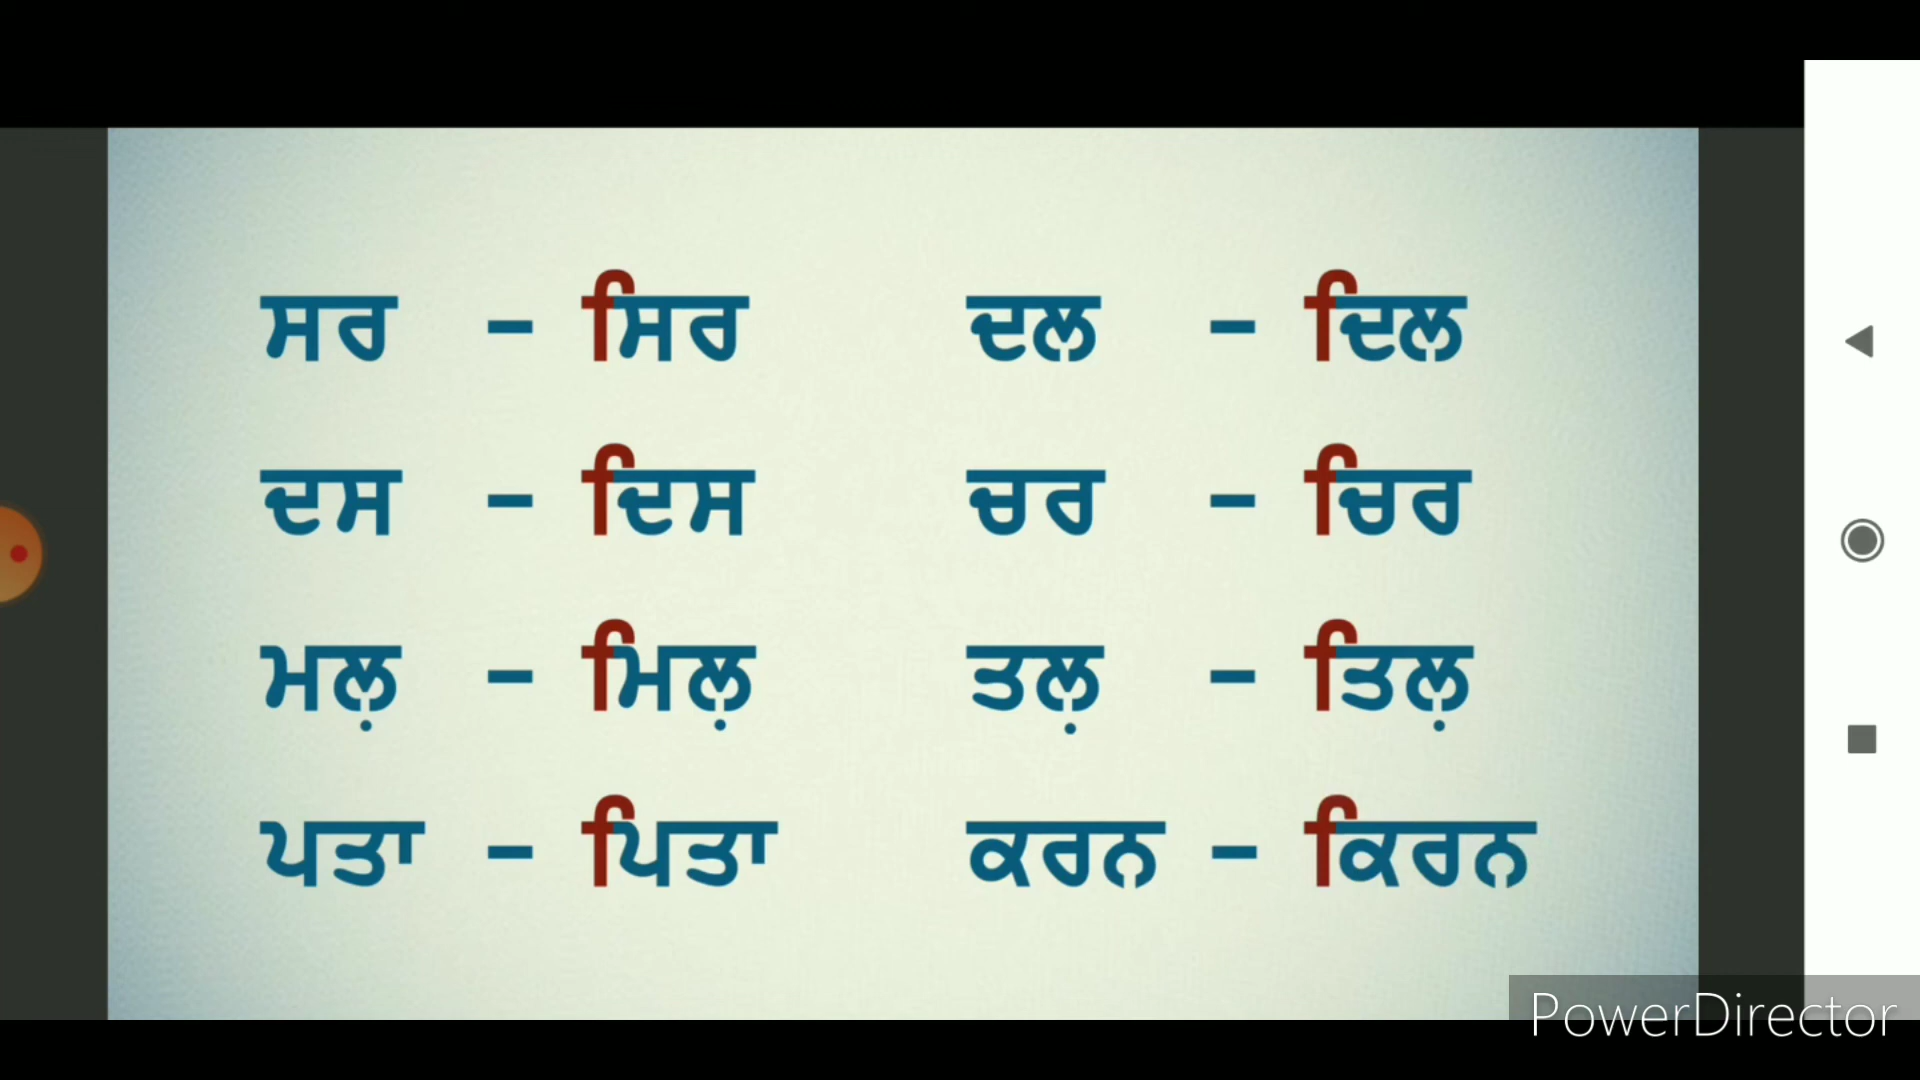 ਸਰ – ਸਿਰ ਦਲ – ਦਿਲ
ਦਸ – ਦਿਸ ਚਰ – ਚਿਰ
ਮਲ਼ – ਮਿਲ਼ ਤਲ਼ – ਤਿਲ਼
ਪਤਾ – ਪਿਤਾ ਕਰਨ – ਕਿਰਨ
PowerDirector